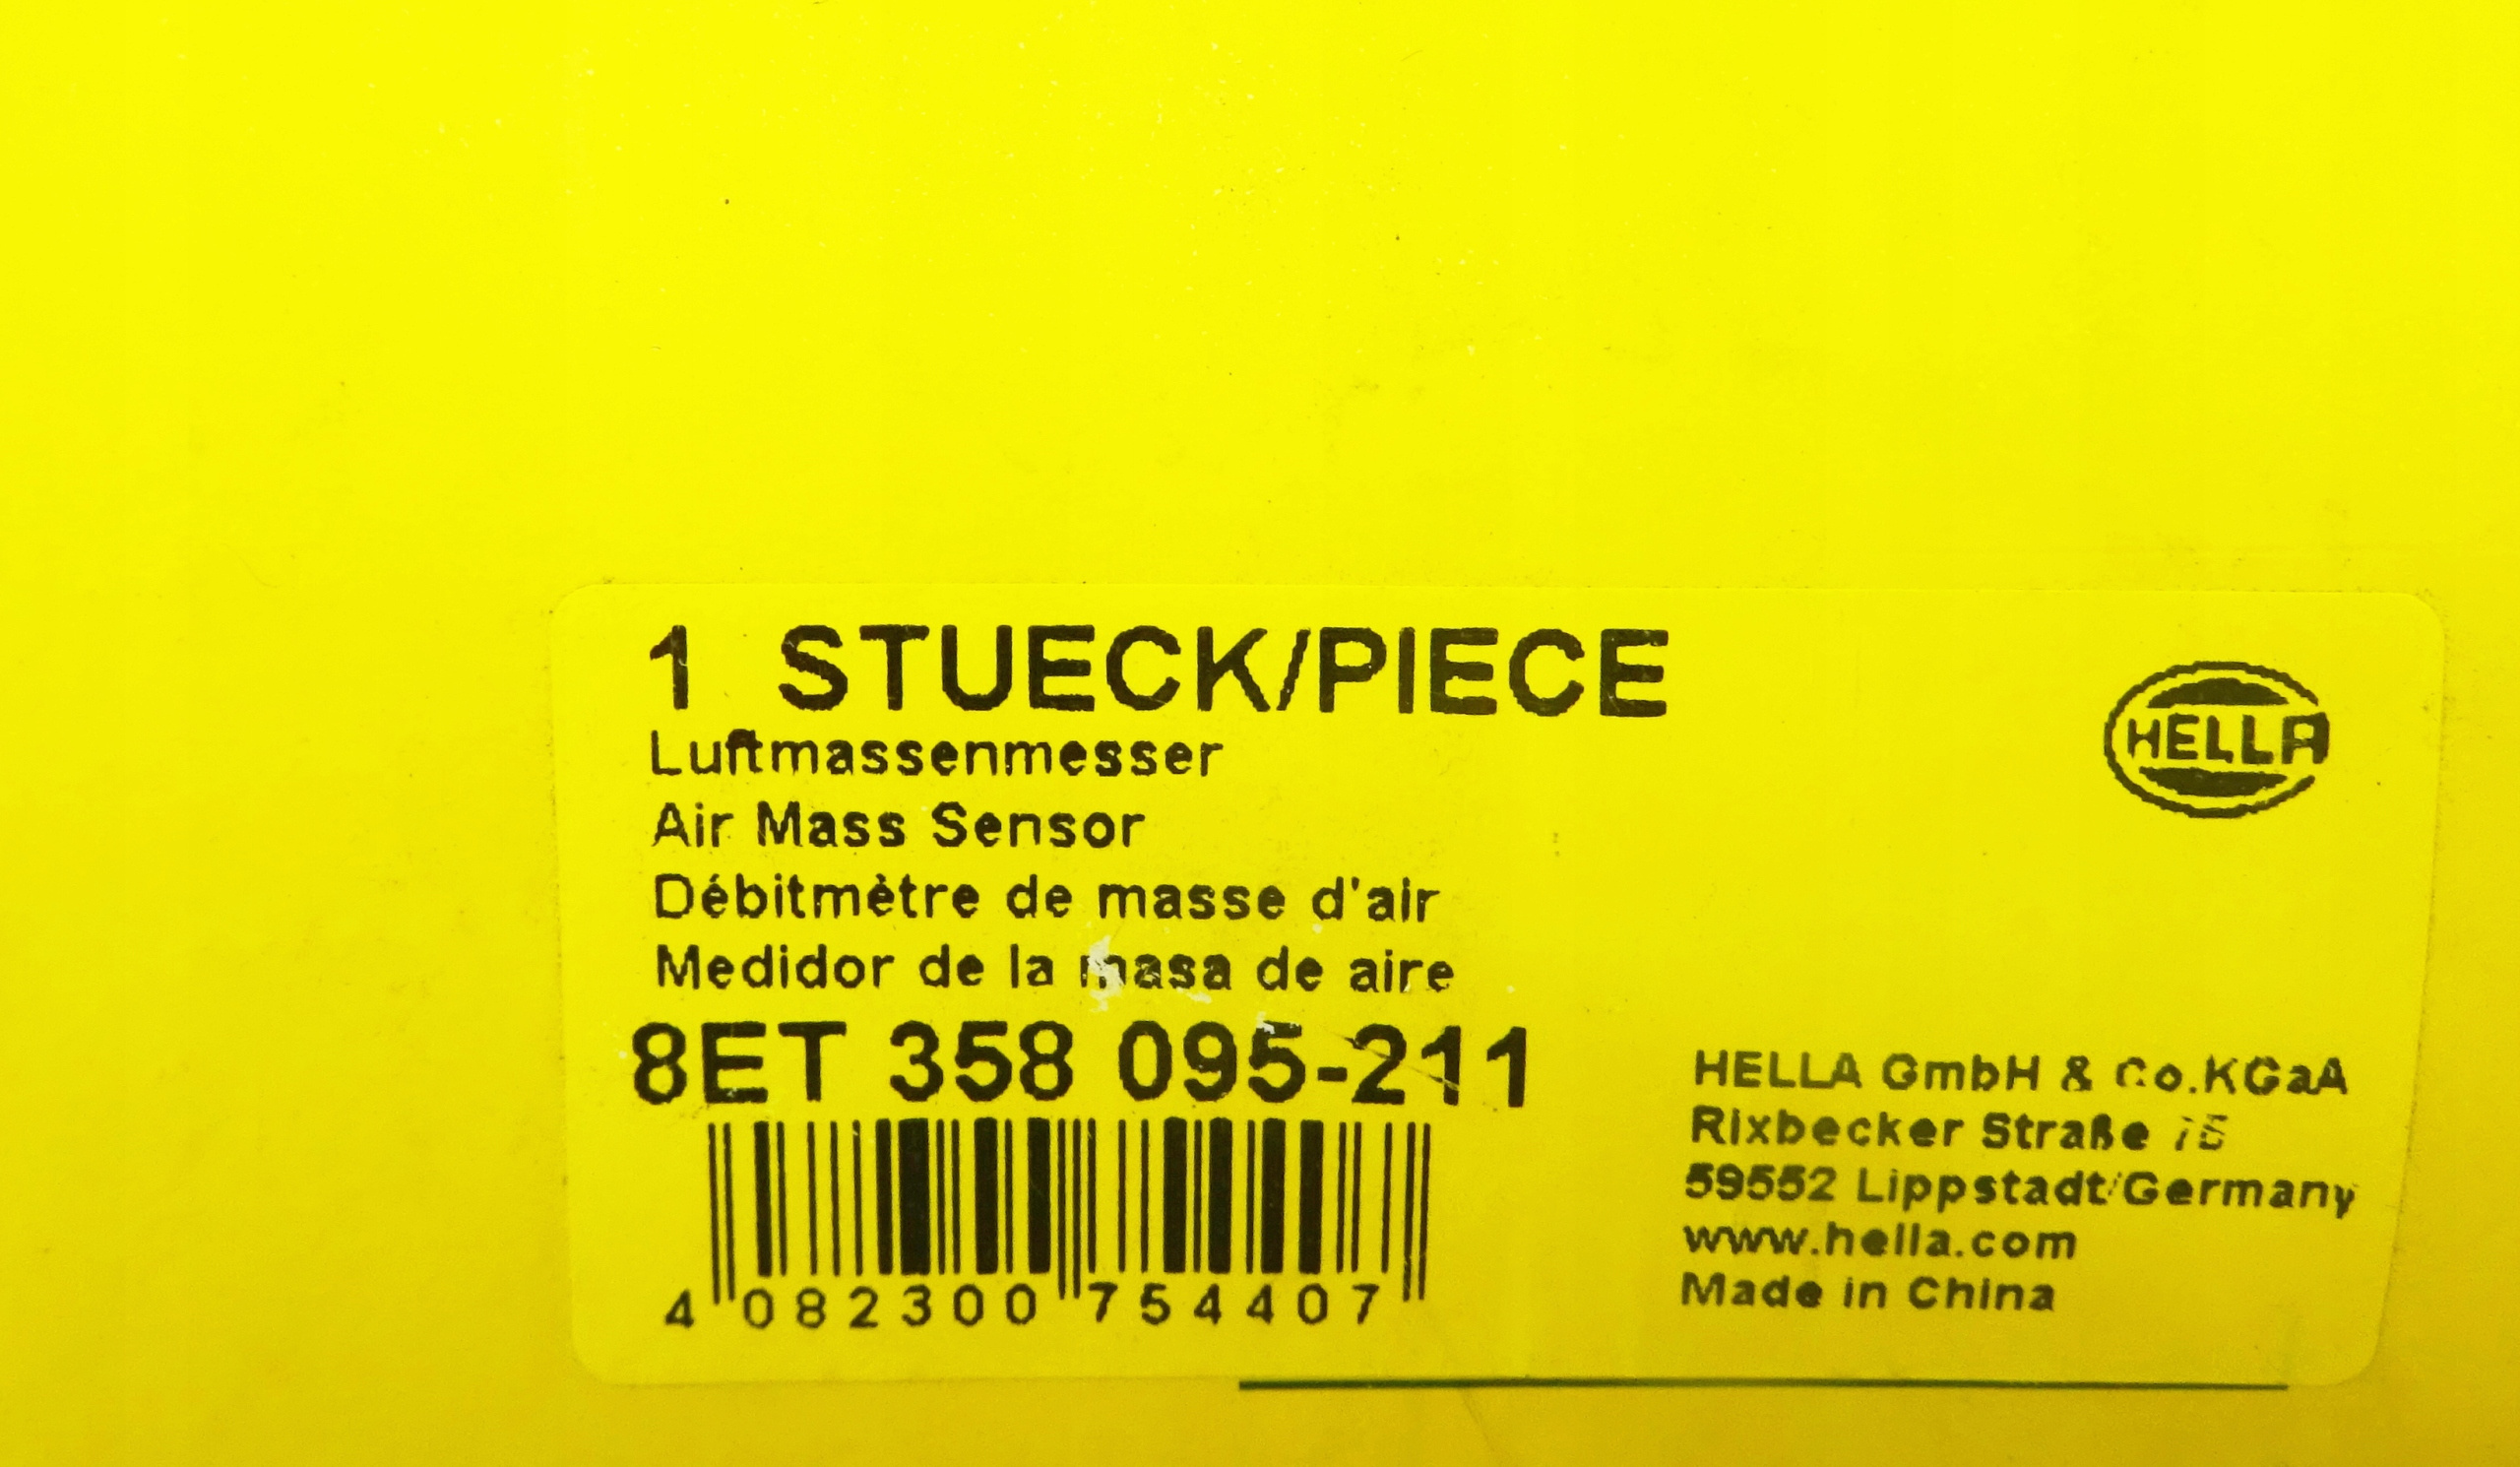 1 STUECK/PIECE
HELLA
Luftmassenmesser
Air Mass Sensor
Débitmètre de masse d'air
Medidor de la masa de aire
8ET 358 095-211
4 082300 754407
HELLA GmbH & Co.KGaA
Rixbecker Straße 75
59552 Lippstadt/Germany
www.hella.com
Made in China